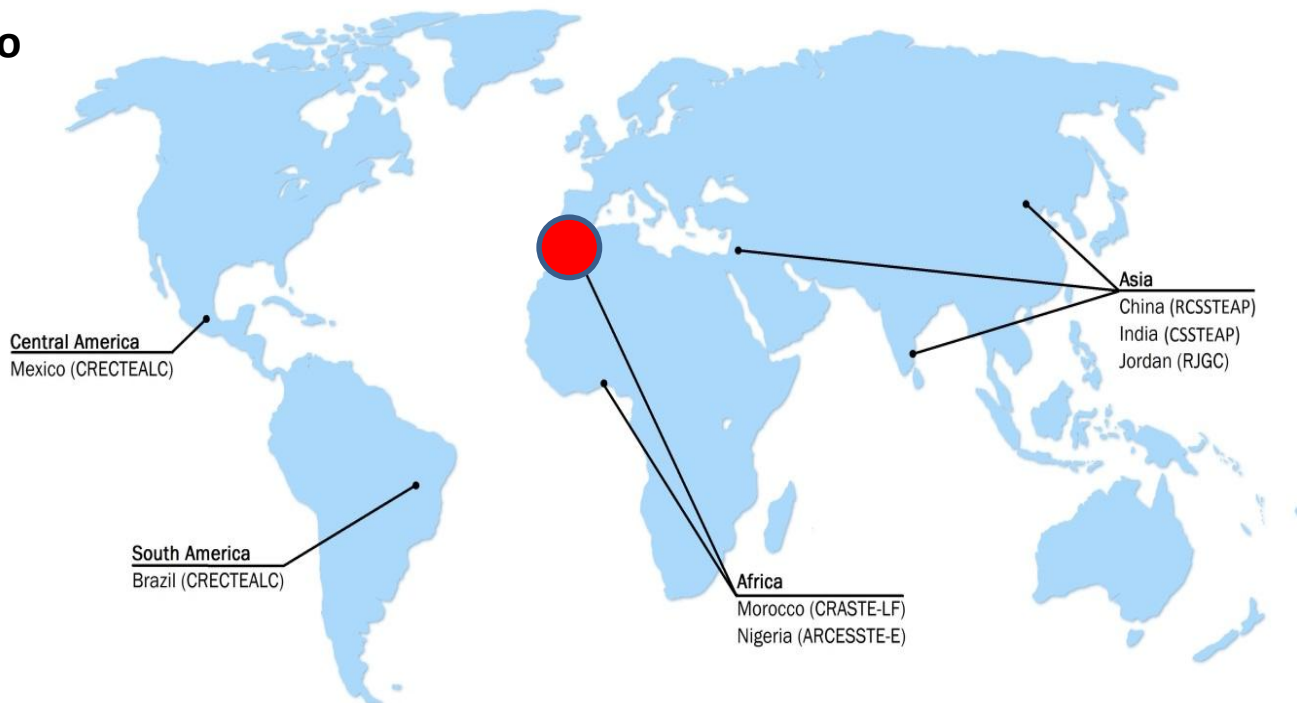 o
Central America
Mexico (CRECTEALC)
South America
Brazil (CRECTEALC)
Africa
Morocco (CRASTE-LF)
Nigeria (ARCESSTE-E)
Asia
China (RCSSTEAP)
India (CSSTEAP)
Jordan (RJGC)